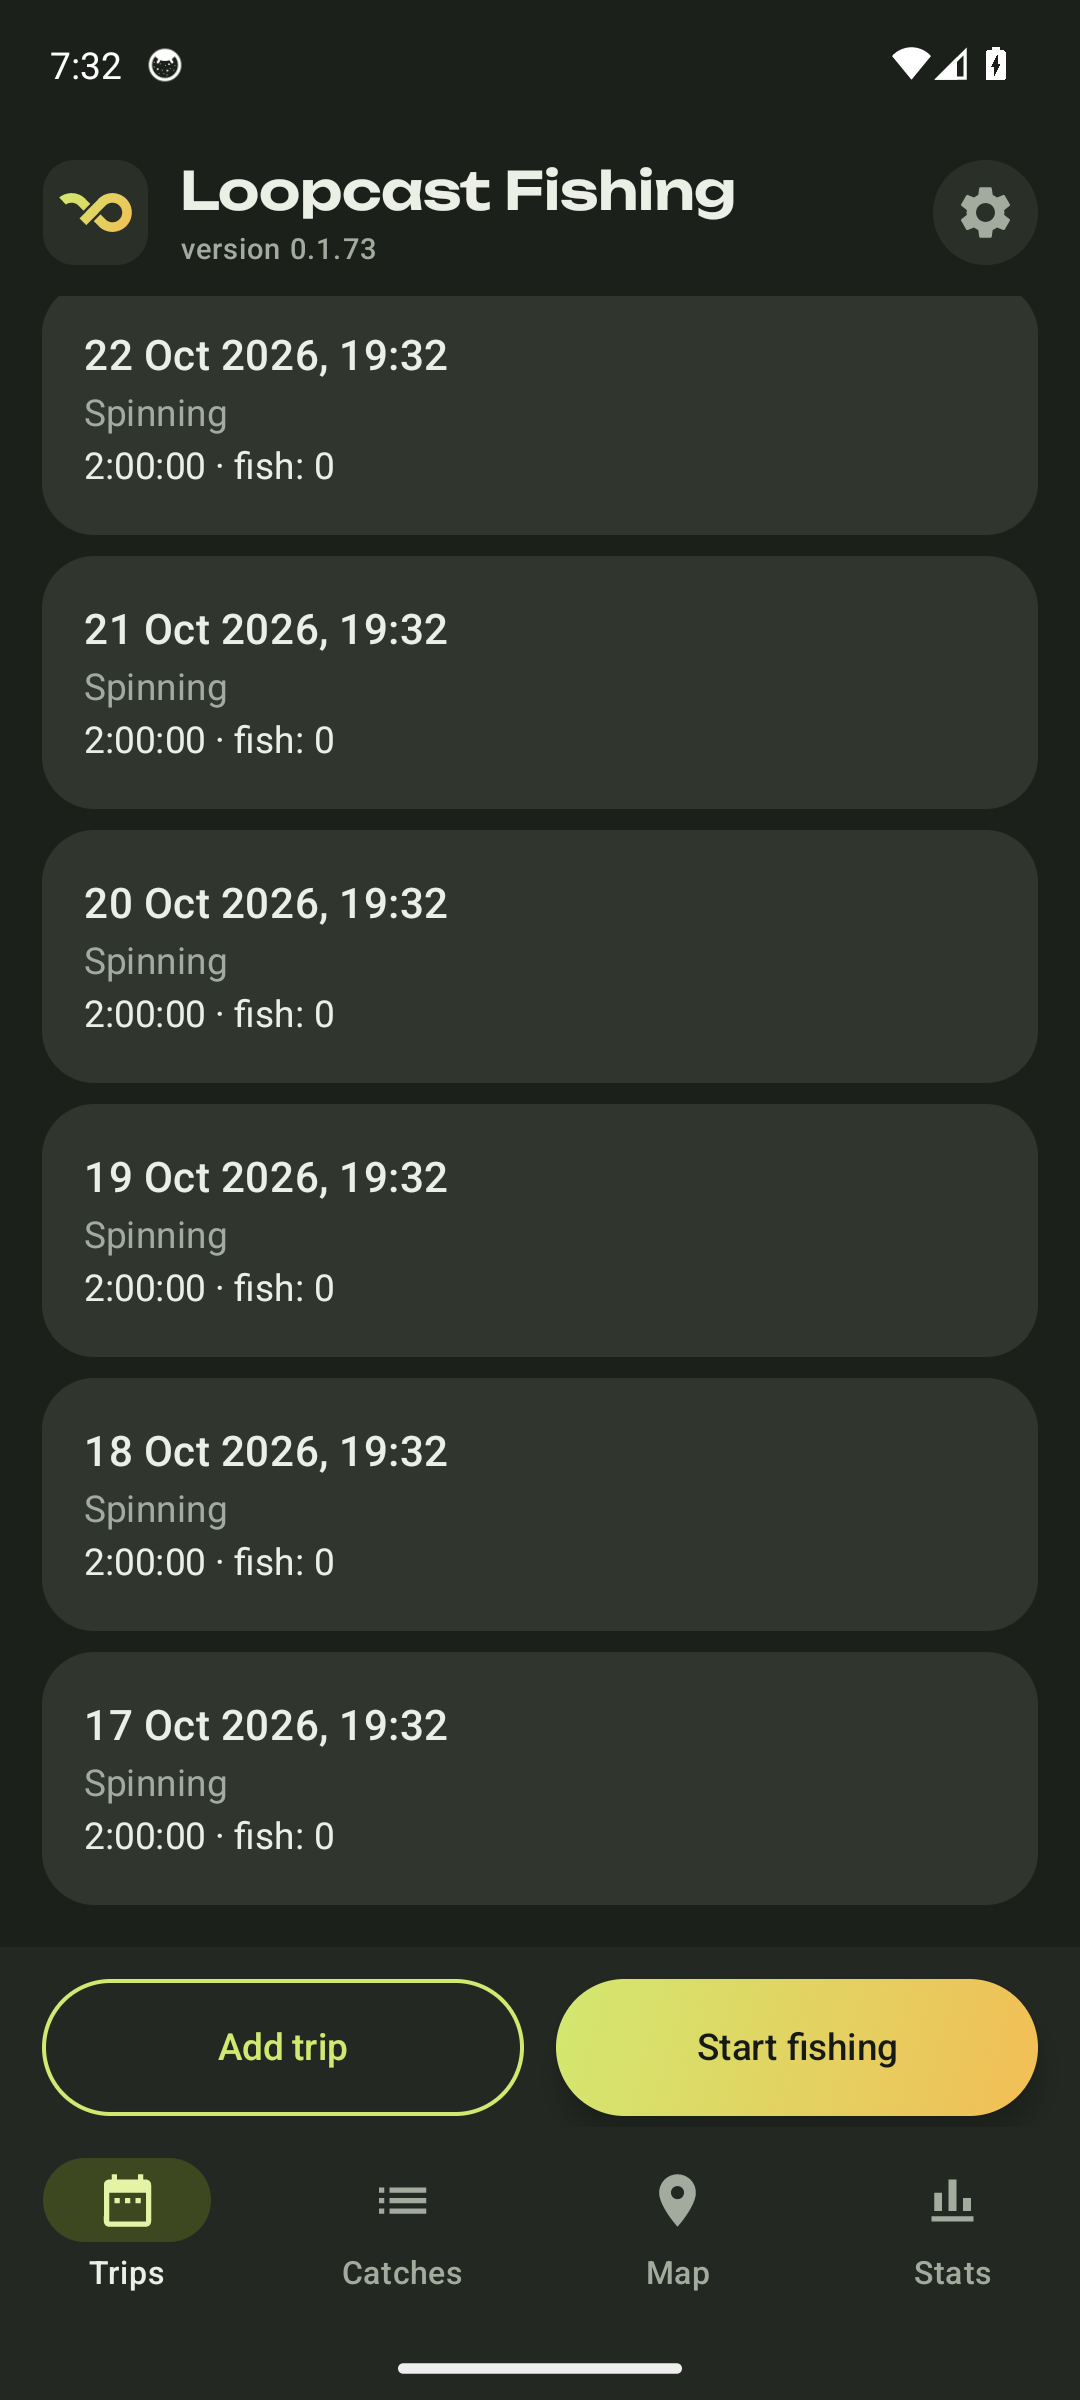 7:32
Loopcast Fishing
version 0.1.73
22 Oct 2026, 19:32
Spinning
2:00:00 · fish: 0
21 Oct 2026, 19:32
Spinning
2:00:00 · fish: 0
20 Oct 2026, 19:32
Spinning
2:00:00 · fish: 0
19 Oct 2026, 19:32
Spinning
2:00:00 · fish: 0
18 Oct 2026, 19:32
Spinning
2:00:00 · fish: 0
17 Oct 2026, 19:32
Spinning
2:00:00 · fish: 0
Add trip
Start fishing
Trips
Catches
Map
Stats